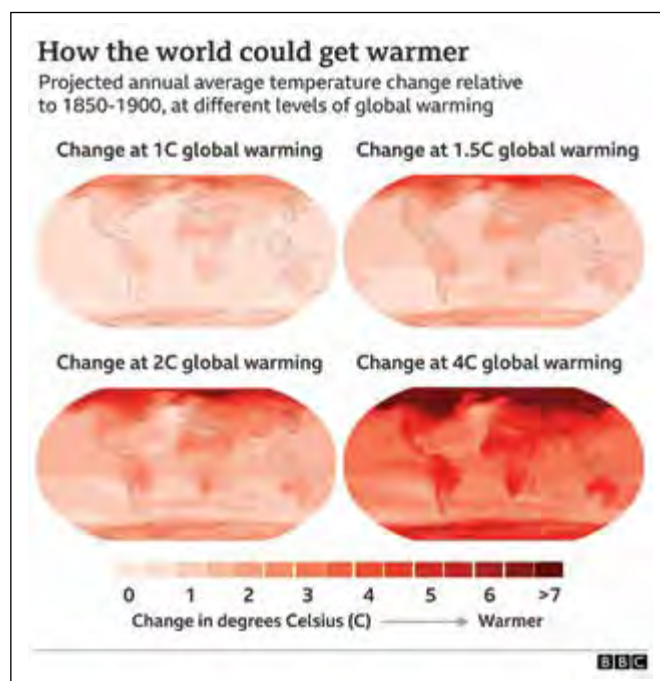 How the world could get warmer
Projected annual average temperature change relative
to 1850-1900, at different levels of global warming
Change at 1C global warming
Change at 1.5C global warming
Change at 2C global warming
Change at 4C global warming
0 1 2 3 4 5 6 >7
Change in degrees Celsius (C) Warmer
BBC